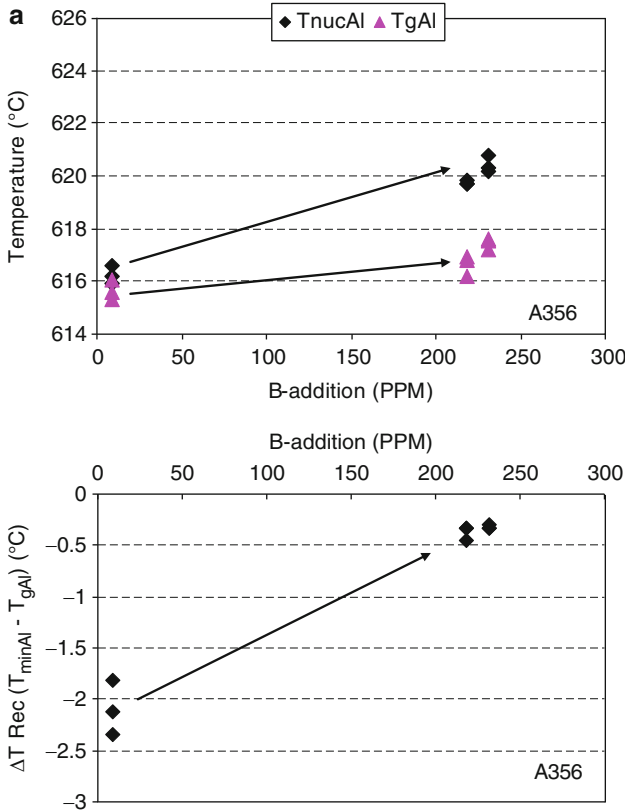 a
TnucAl TgAl
Temperature (°C)
626
624
622
620
618
616
614
0 50 100 150 200 250 300
A356
B-addition (PPM)
B-addition (PPM)
0 50 100 150 200 250 300
ΔT Rec (TminAl - TgAl) (°C)
0
–0.5
–1
–1.5
–2
–2.5
–3
A356